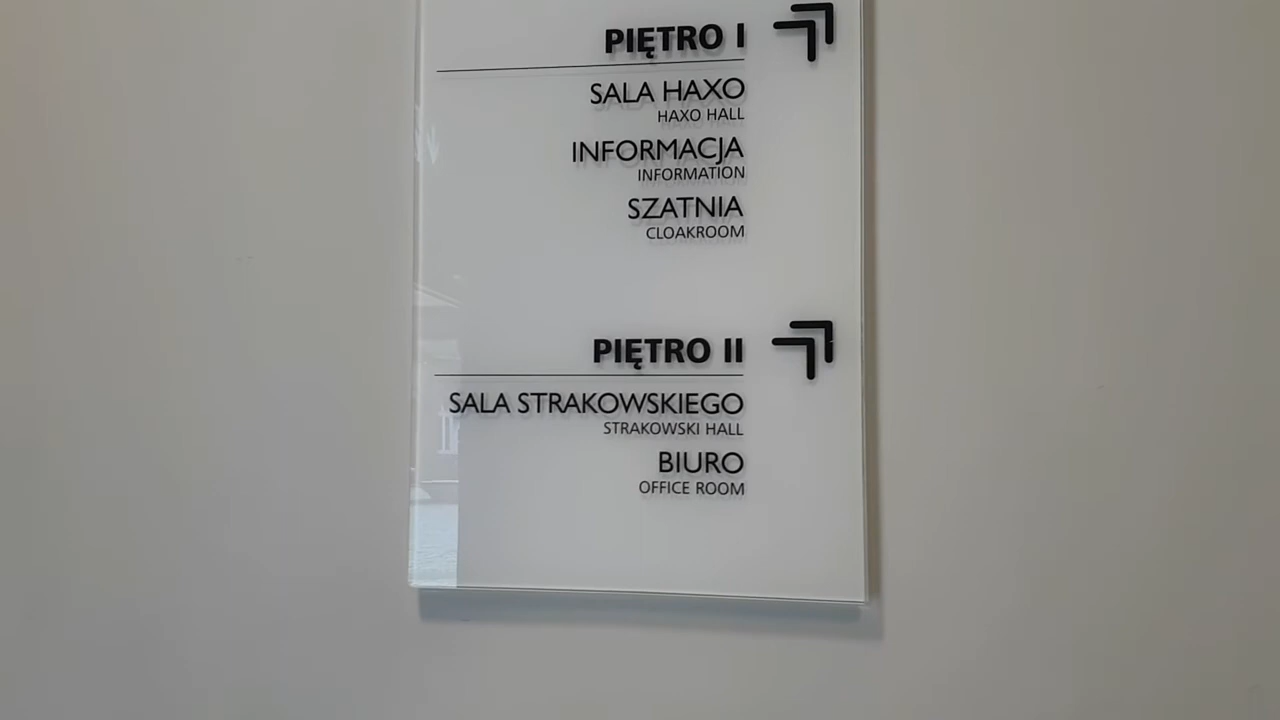 PIĘTRO I
SALA HAXO
HAXO HALL
INFORMACJA
INFORMATION
SZATNIA
CLOAKROOM
PIĘTRO II
SALA STRAKOWSKIEGO
STRAKOWSKI HALL
BIURO
OFFICE ROOM